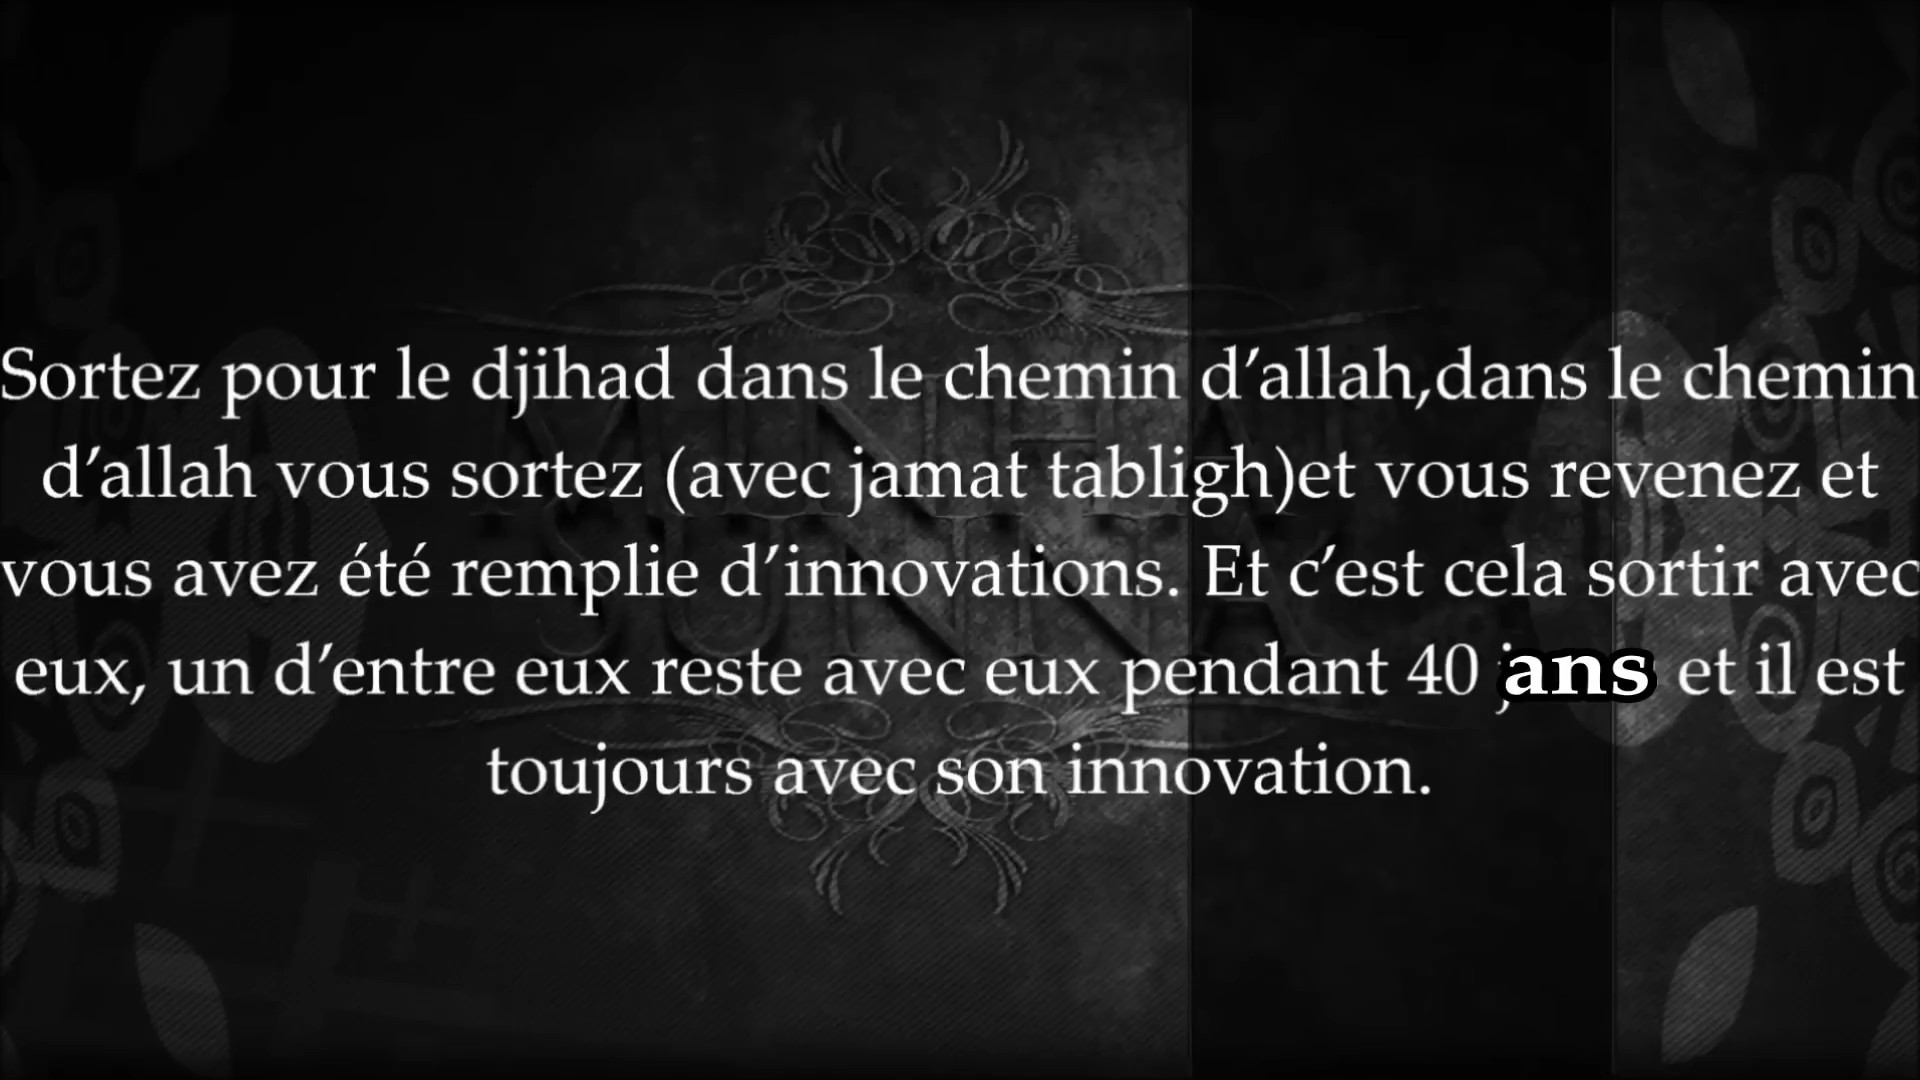 Sortez pour le djihad dans le chemin d’allah,dans le chemin
d’allah vous sortez (avec jamat tabligh)et vous revenez et
vous avez été remplie d’innovations. Et c’est cela sortir avec
eux, un d’entre eux reste avec eux pendant 40 ans et il est
toujours avec son innovation.